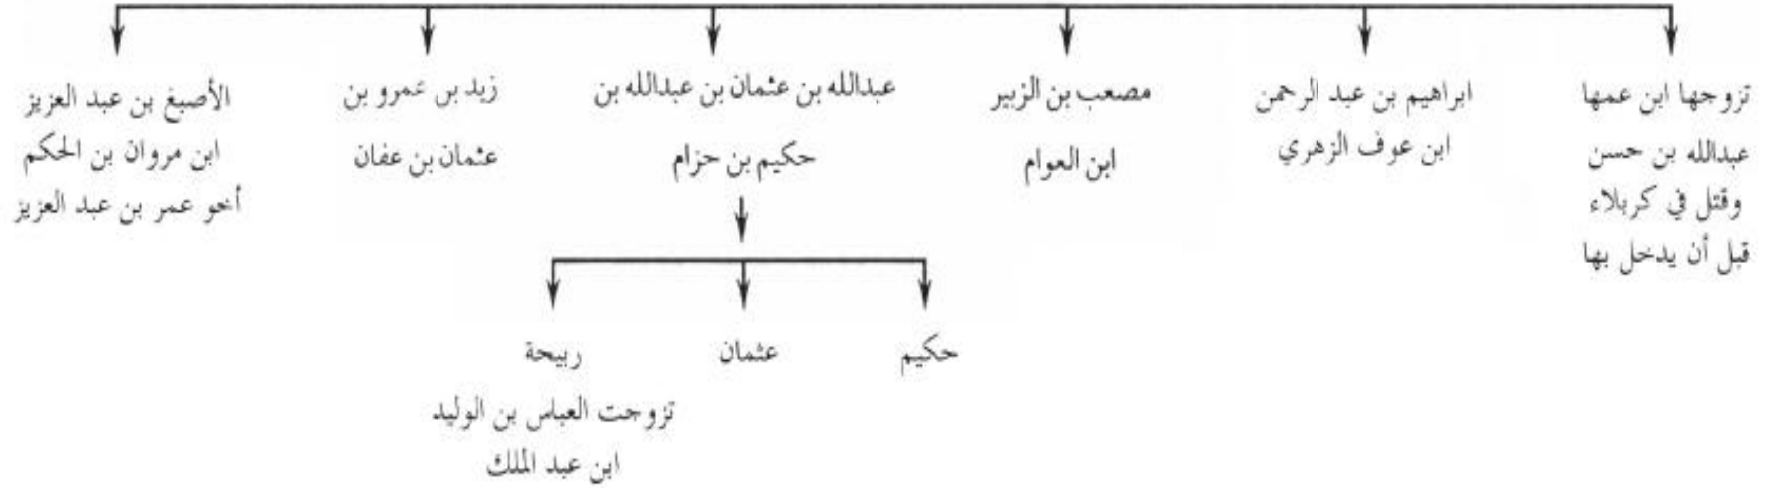 تزوجها ابن عمها
عبدالله بن حسن
وقتل في كربلاء
قبل أن يدخل بها
ابراهيم بن عبد الرحمن
ابن عوف الزهري
مصعب بن الزبير
ابن العوام
عبدالله بن عثمان بن عبدالله بن
حكيم بن حزام
زيد بن عمرو بن
عثمان بن عفان
الأصبغ بن عبد العزيز
ابن مروان بن الحكم
أخو عمر بن عبد العزيز
حكيم
عثمان
ربيحة
تزوجت العباس بن الوليد
ابن عبد الملك